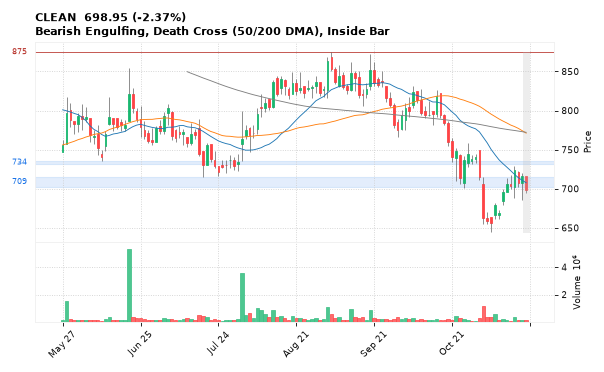 CLEAN  698.95 (-2.37%)
Bearish Engulfing, Death Cross (50/200 DMA), Inside Bar
875
850
800
750
734
709
700
650
Price
4
2
Volume 10^6
May 27
Jun 25
Jul 24
Aug 21
Sep 21
Oct 21